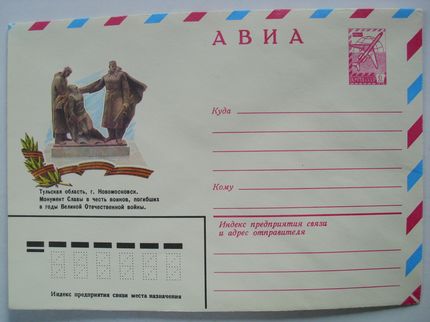 АВИА
Куда
Кому
Тульская область, г. Новомосковск.
Монумент Славы в честь воинов, погибших
в годы Великой Отечественной войны.
Индекс предприятия связи
и адрес отправителя
Индекс предприятия связи места назначения